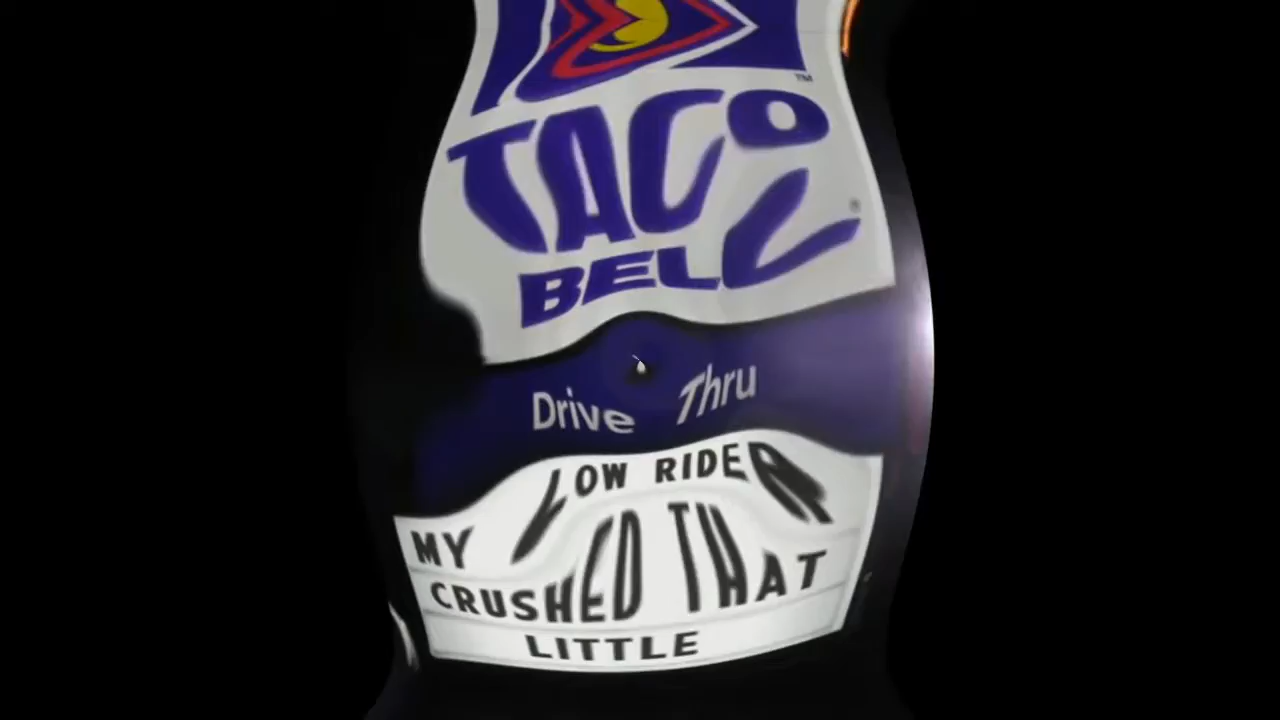 TACO
BELL
Drive Thru
MY LOW RIDER
CRUSHED THAT
LITTLE